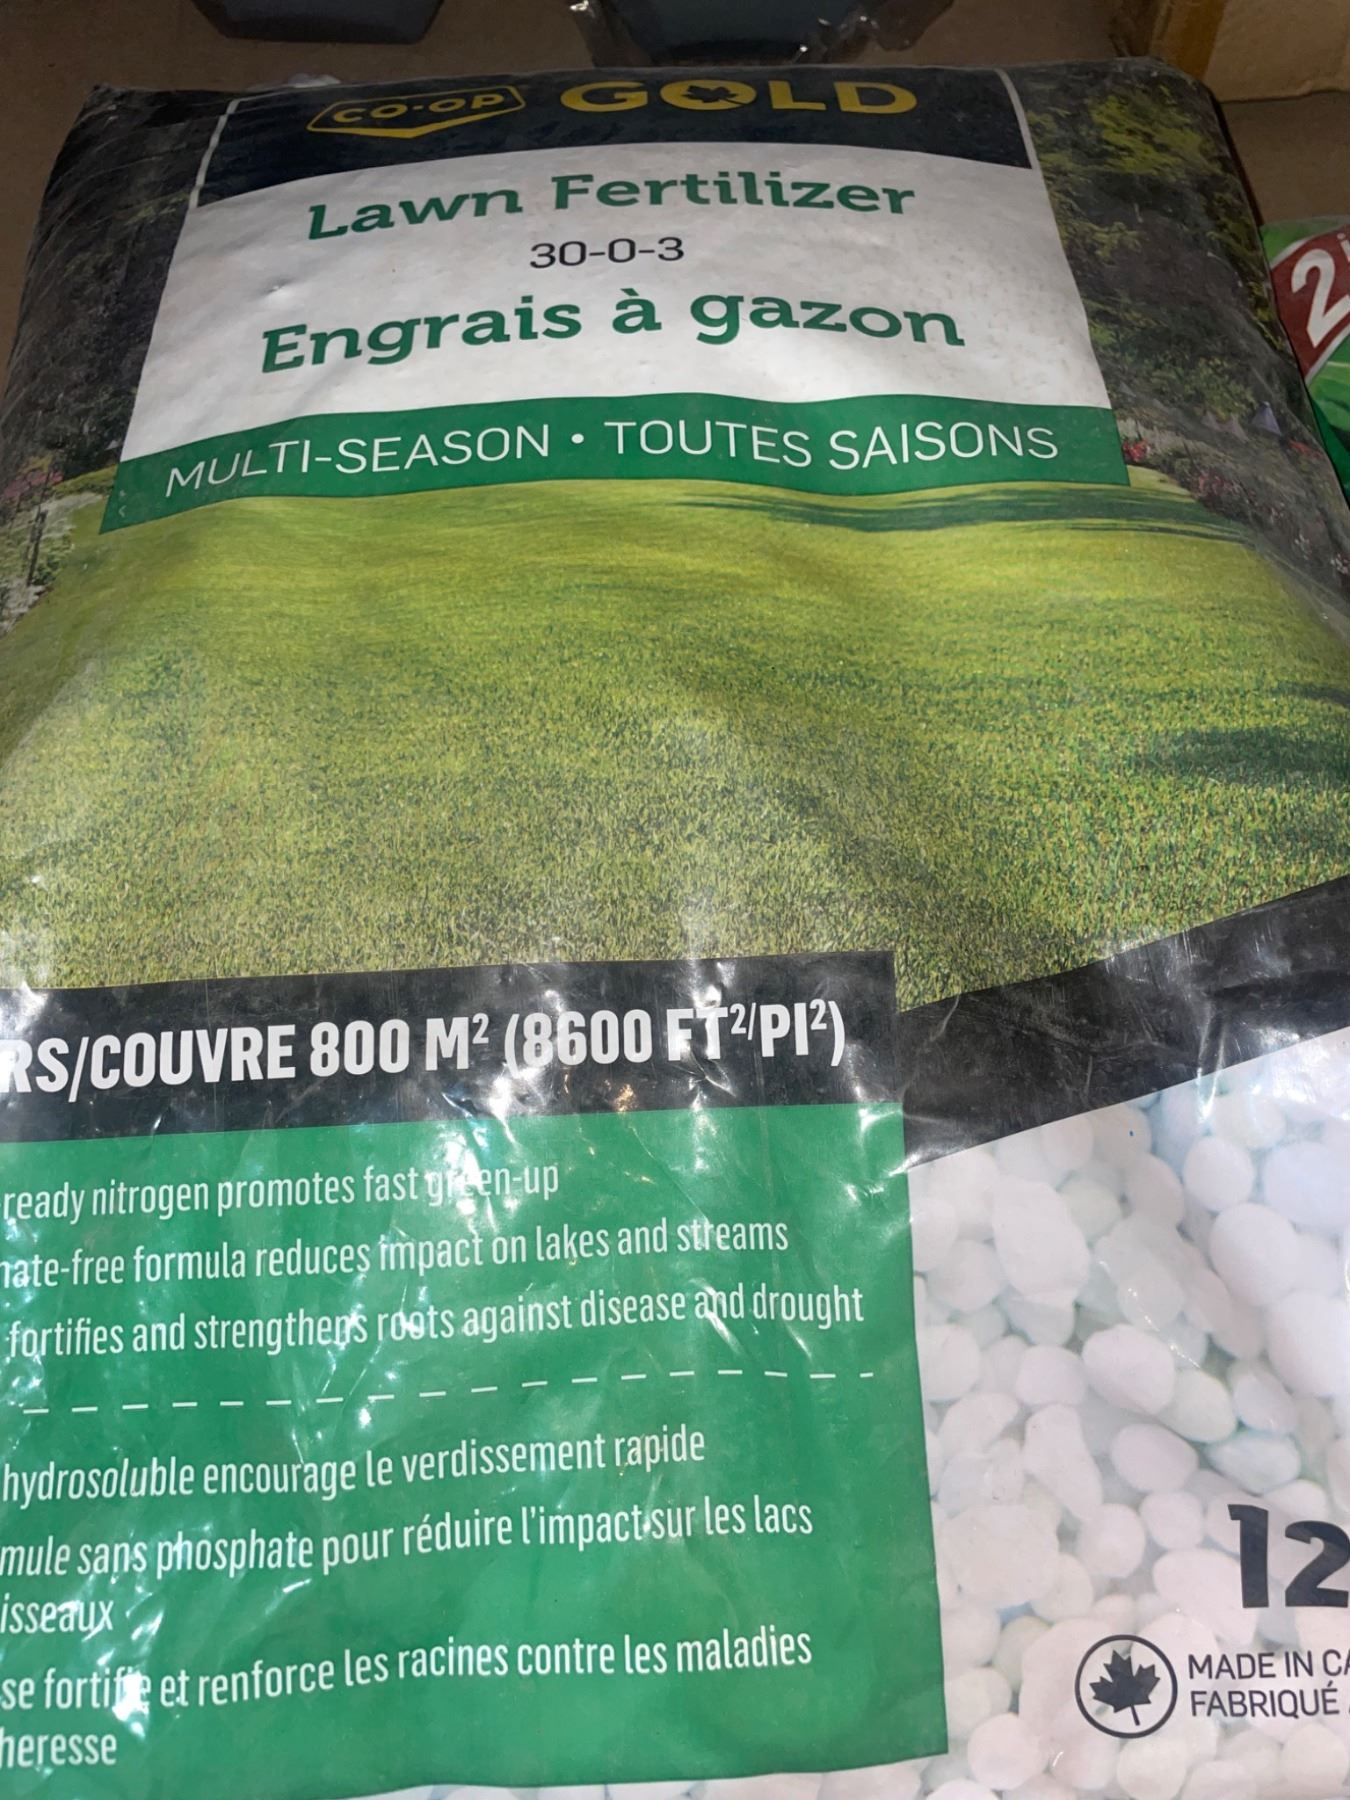 CO-OP GOLD
Lawn Fertilizer
30-0-3
Engrais à gazon
MULTI-SEASON • TOUTES SAISONS
2
RS/COUVRE 800 M² (8600 FT²/PI²)
ready nitrogen promotes fast green-up
ate-free formula reduces impact on lakes and streams
fortifies and strengthens roots against disease and drought
hydrosoluble encourage le verdissement rapide
mule sans phosphate pour réduire l'impact sur les lacs
isseaux
se fortifie et renforce les racines contre les maladies
heresse
12
MADE IN CA
FABRIQUÉ